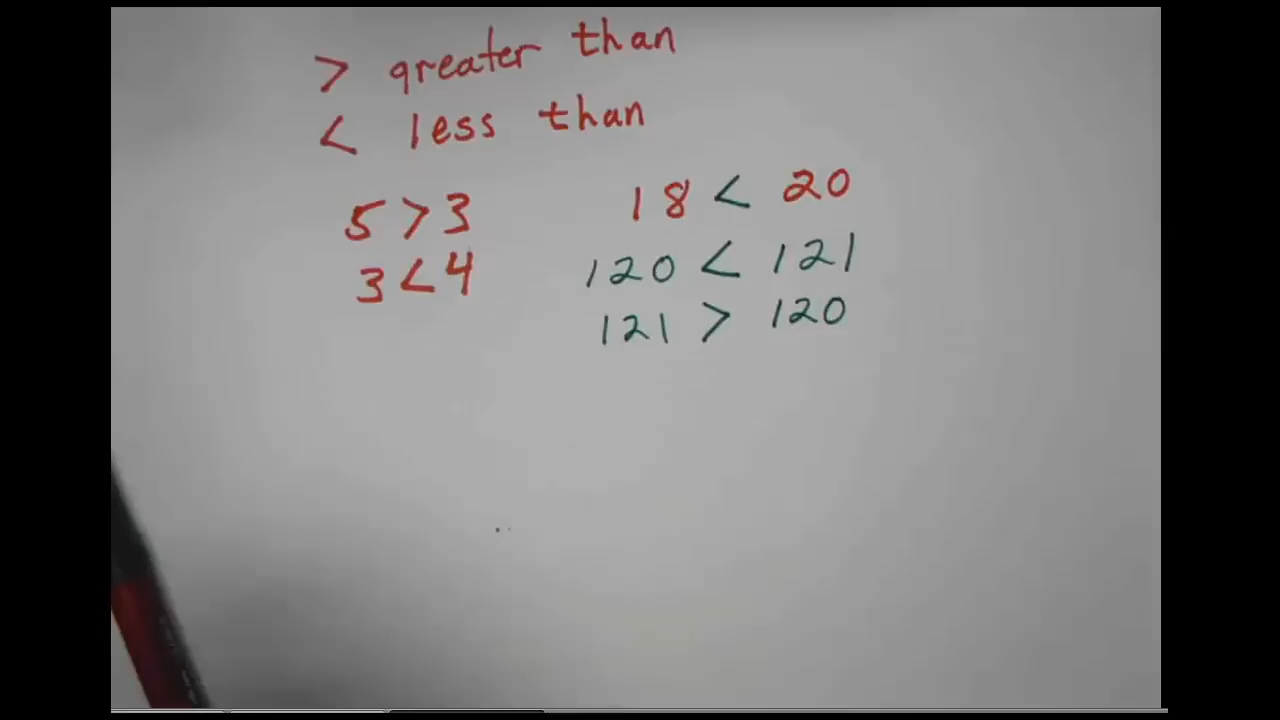 > greater than
< less than
5 > 3
3 < 4
18 < 20
120 < 121
121 > 120